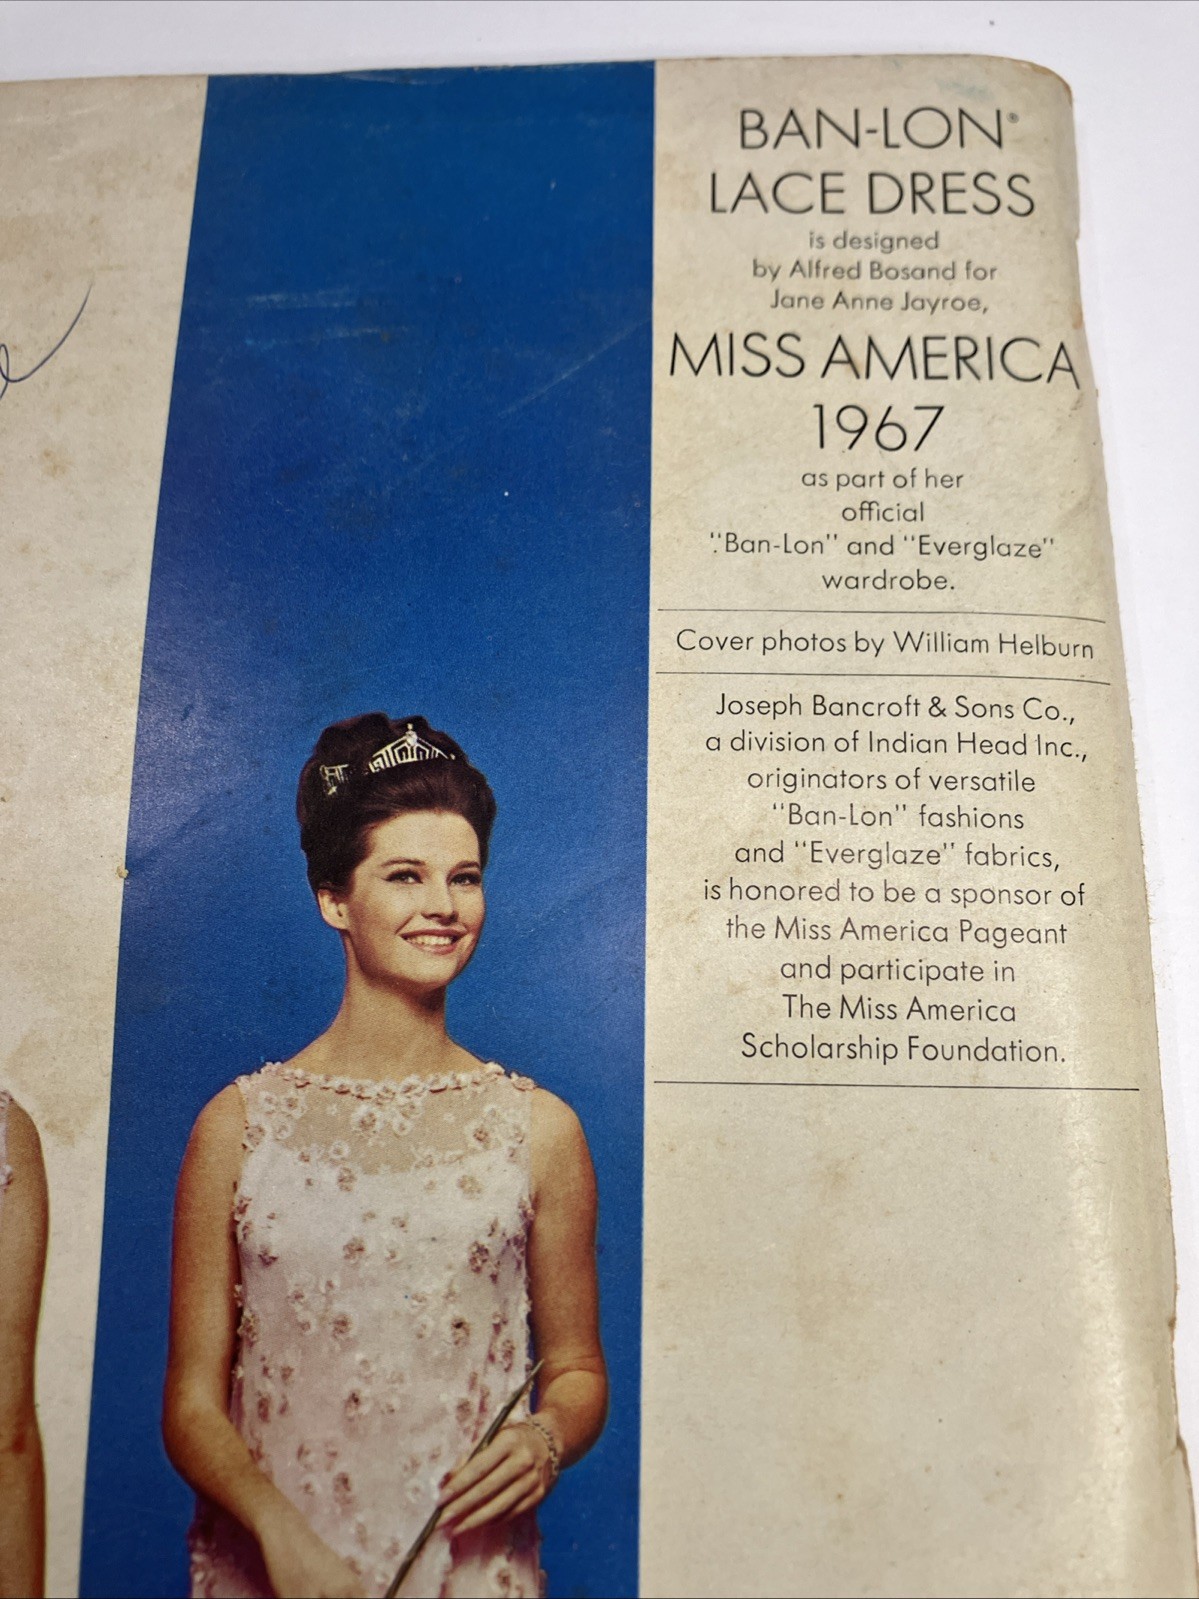 BAN-LON®
LACE DRESS
is designed
by Alfred Bosand for
Jane Anne Jayroe,
MISS AMERICA
1967
as part of her
official
"Ban-Lon" and "Everglaze"
wardrobe.
Cover photos by William Helburn
Joseph Bancroft & Sons Co.,
a division of Indian Head Inc.,
originators of versatile
"Ban-Lon" fashions
and "Everglaze" fabrics,
is honored to be a sponsor of
the Miss America Pageant
and participate in
The Miss America
Scholarship Foundation.